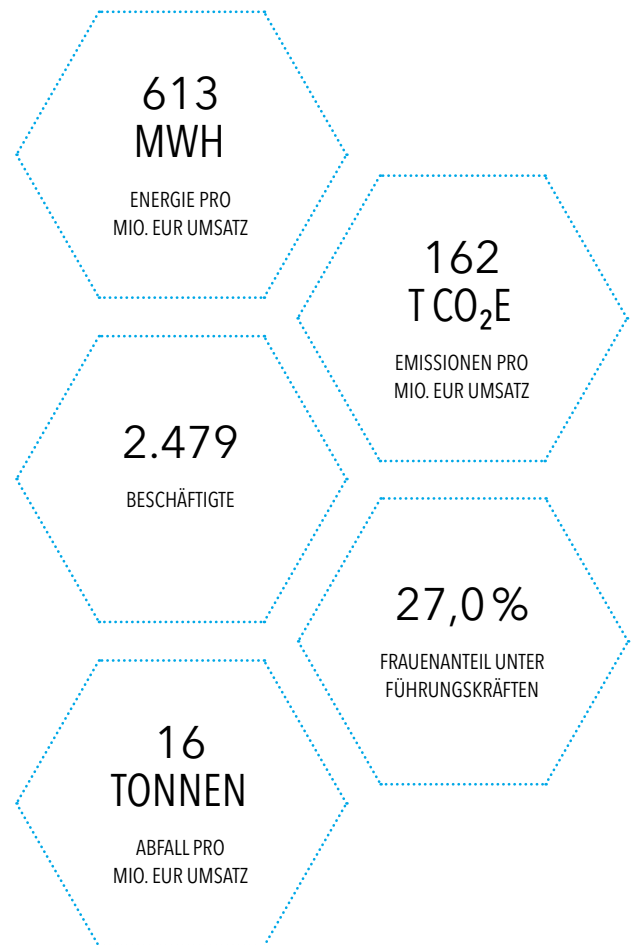 613
MWH
ENERGIE PRO
MIO. EUR UMSATZ
162
T CO₂E
EMISSIONEN PRO
MIO. EUR UMSATZ
2.479
BESCHÄFTIGTE
27,0 %
FRAUENANTEIL UNTER
FÜHRUNGSKRÄFTEN
16
TONNEN
ABFALL PRO
MIO. EUR UMSATZ